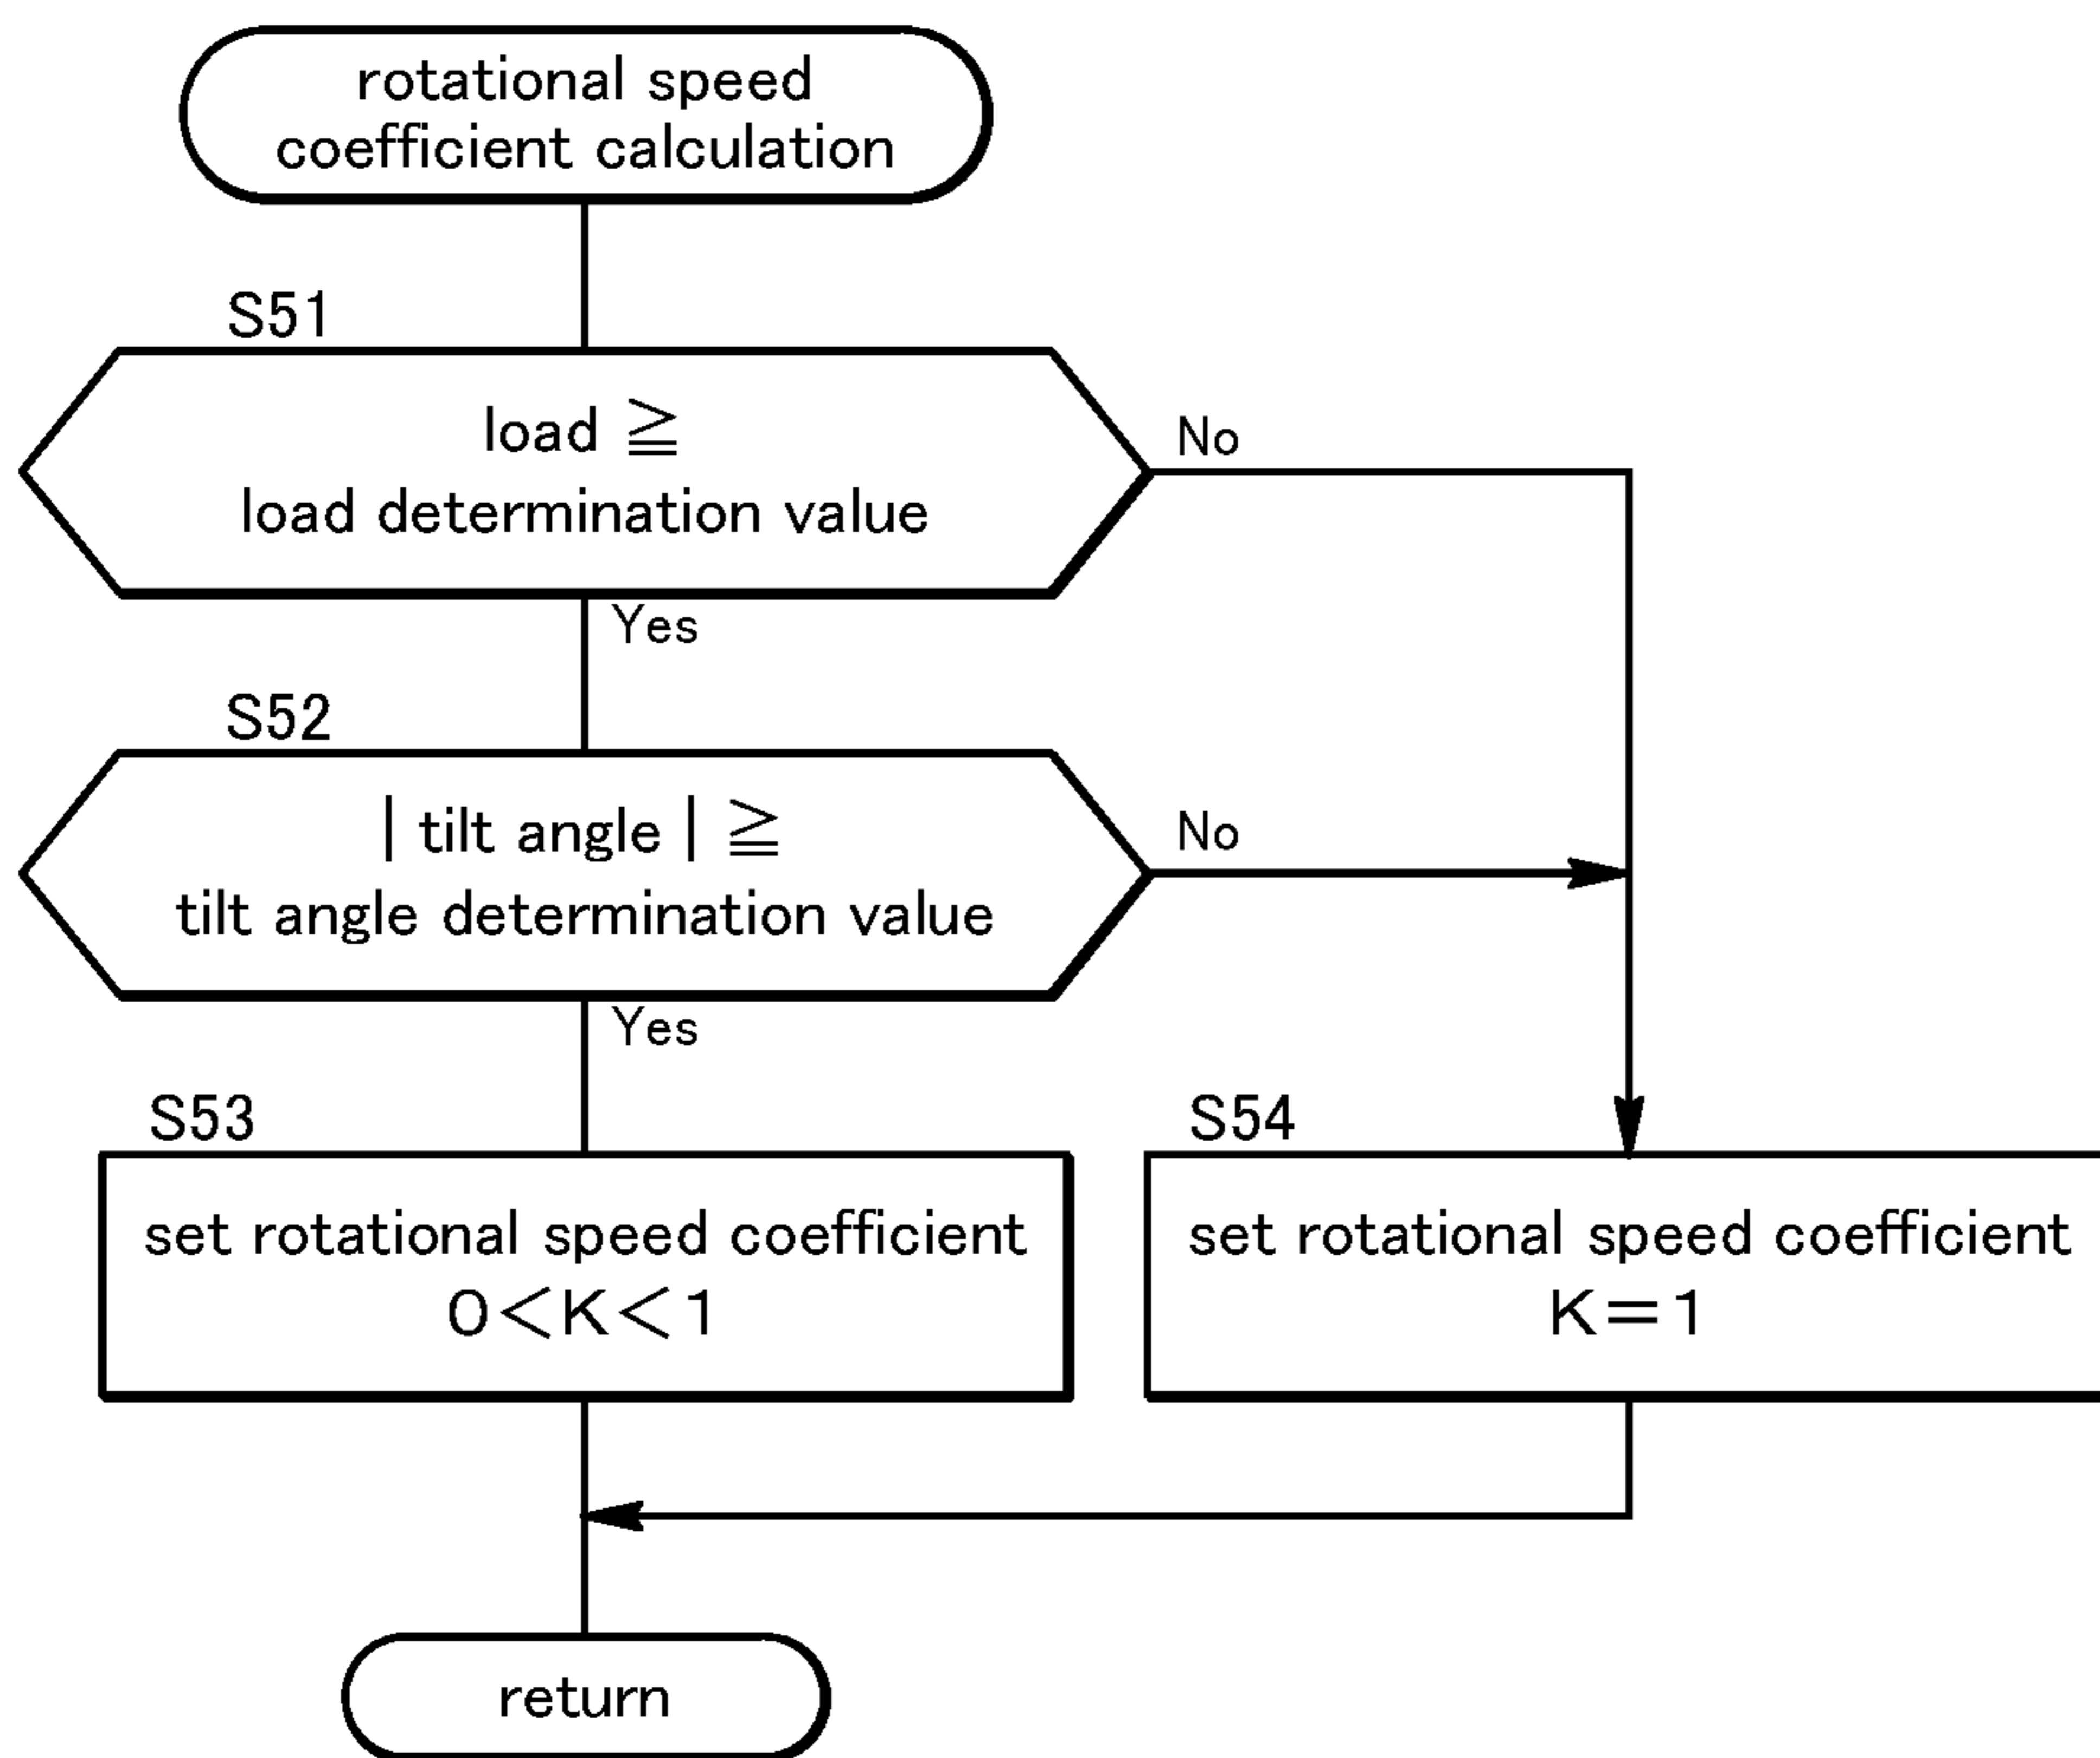 rotational speed
coefficient calculation
S51
load ≧
load determination value
No
Yes
S52
| tilt angle | ≧
tilt angle determination value
No
Yes
S53
set rotational speed coefficient
0<K<1
S54
set rotational speed coefficient
K=1
return